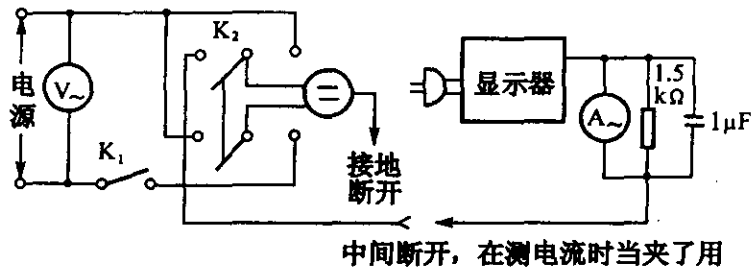 电源
V~
K₁
K₂
接地
断开
显示器
A~
1.5
kΩ
1μF
中间断开，在测电流时当夹了用